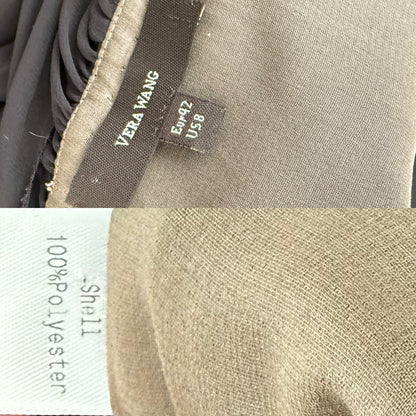 VERA WANG
Eur42
US8
-Shell
100%Polyester